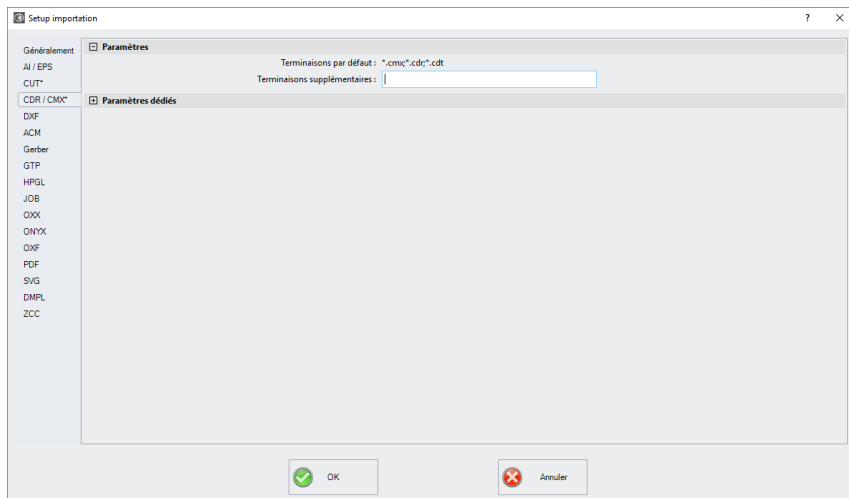 Setup importation
?
Généralement
AI / EPS
CUT*
CDR / CMX*
DXF
ACM
Gerber
GTP
HPGL
JOB
OXX
ONYX
OXF
PDF
SVG
DMPL
ZCC
Paramètres
Terminaisons par défaut : *.cmx;*.cdr;*.cdt
Terminaisons supplémentaires :
Paramètres dédiés
OK
Annuler